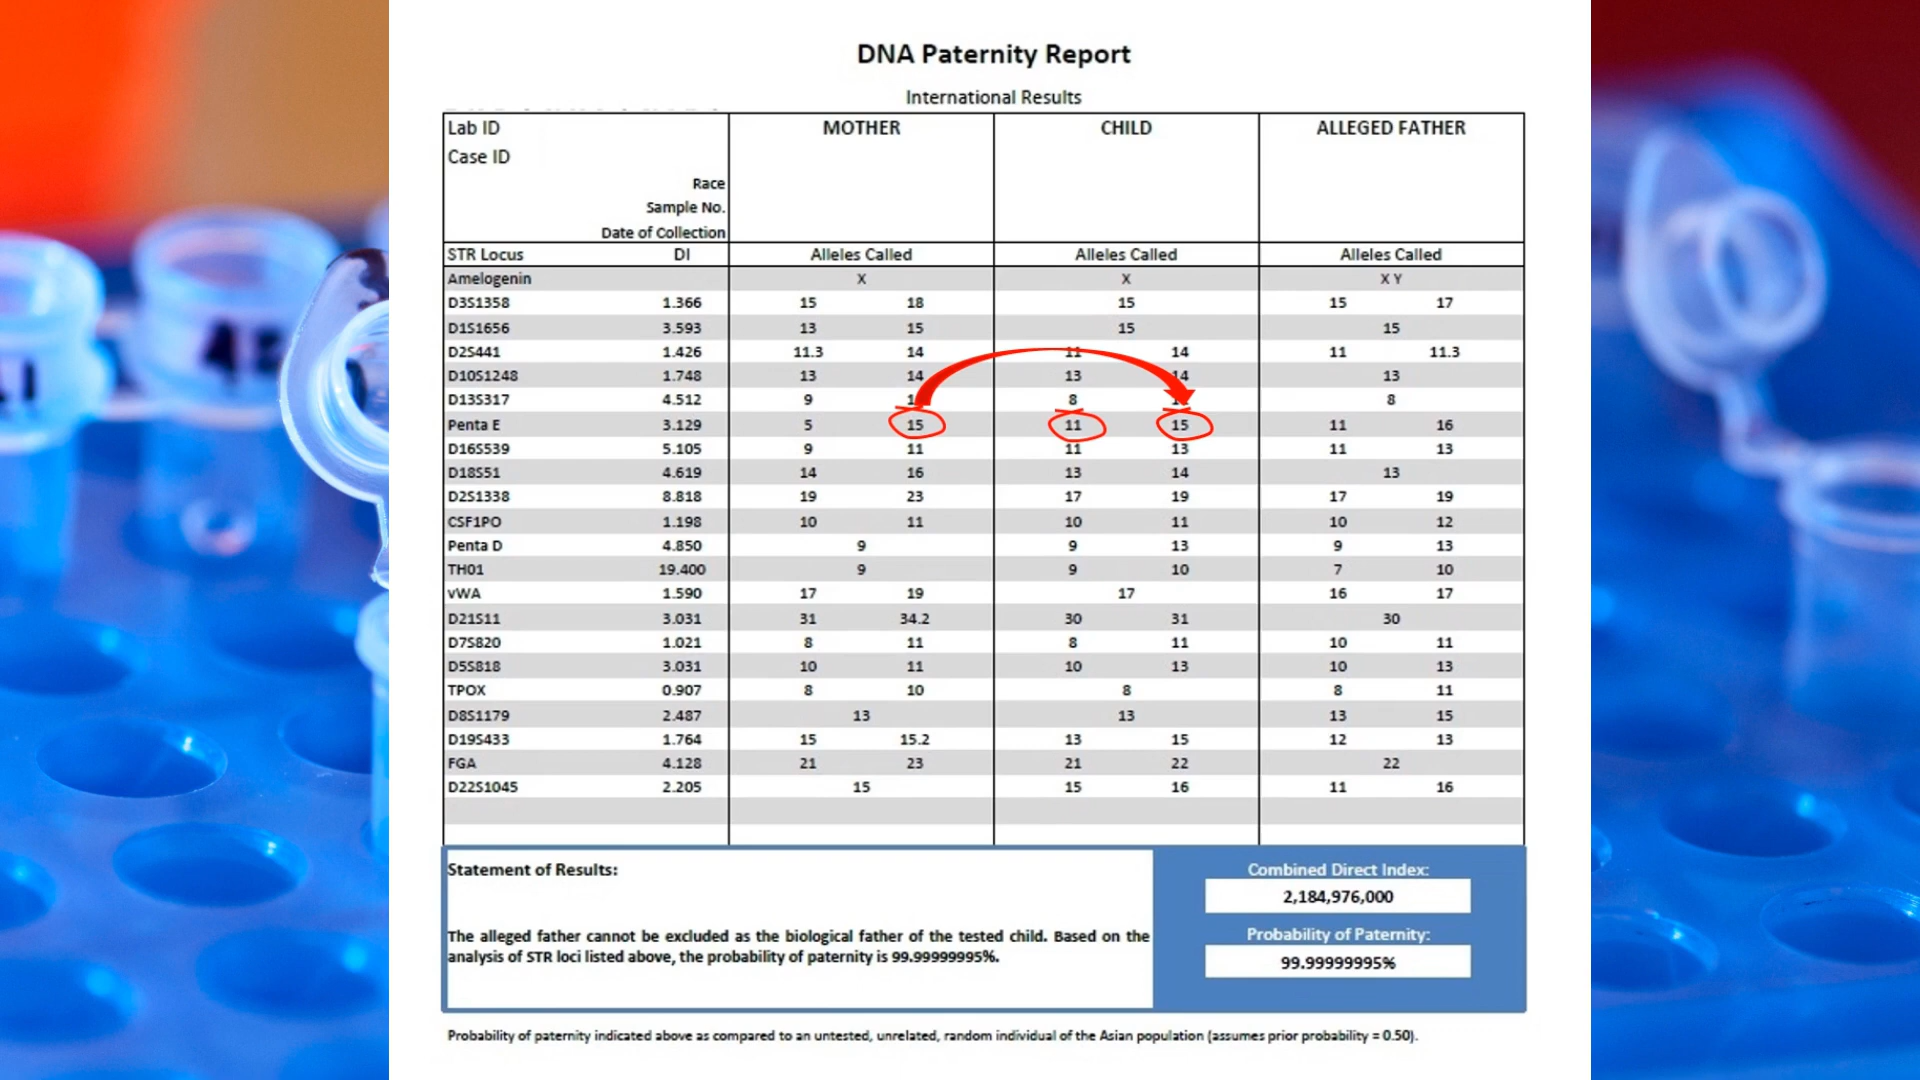 DNA Paternity Report
International Results
Lab ID MOTHER CHILD ALLEGED FATHER
Case ID
Race
Sample No.
Date of Collection
STR Locus DI Alleles Called Alleles Called Alleles Called
Amelogenin X X X Y
D3S1358 1.366 15 18 15 15 17
D1S1656 3.593 13 15 15 15
D2S441 1.426 11.3 14 11 14 11 11.3
D10S1248 1.748 13 14 13 14 13
D13S317 4.512 9 8 8
Penta E 3.129 5 15 11 15 11 16
D16S539 5.105 9 11 11 13 11 13
D18S51 4.619 14 16 13 14 13
D2S1338 8.818 19 23 17 19 17 19
CSF1PO 1.198 10 11 10 11 10 12
Penta D 4.850 9 9 13 9 13
TH01 19.400 9 9 10 7 10
vWA 1.590 17 19 17 16 17
D21S11 3.031 31 34.2 30 31 30
D7S820 1.021 8 11 8 11 10 11
D5S818 3.031 10 11 10 13 10 13
TPOX 0.907 8 10 8 8 11
D8S1179 2.487 13 13 13 15
D19S433 1.764 15 15.2 13 15 12 13
FGA 4.128 21 23 21 22 22
D22S1045 2.205 15 15 16 11 16
Statement of Results:
The alleged father cannot be excluded as the biological father of the tested child. Based on the
analysis of STR loci listed above, the probability of paternity is 99.99999995%.
Combined Direct Index:
2,184,976,000
Probability of Paternity:
99.99999995%
Probability of paternity indicated above as compared to an untested, unrelated, random individual of the Asian population (assumes prior probability = 0.50).